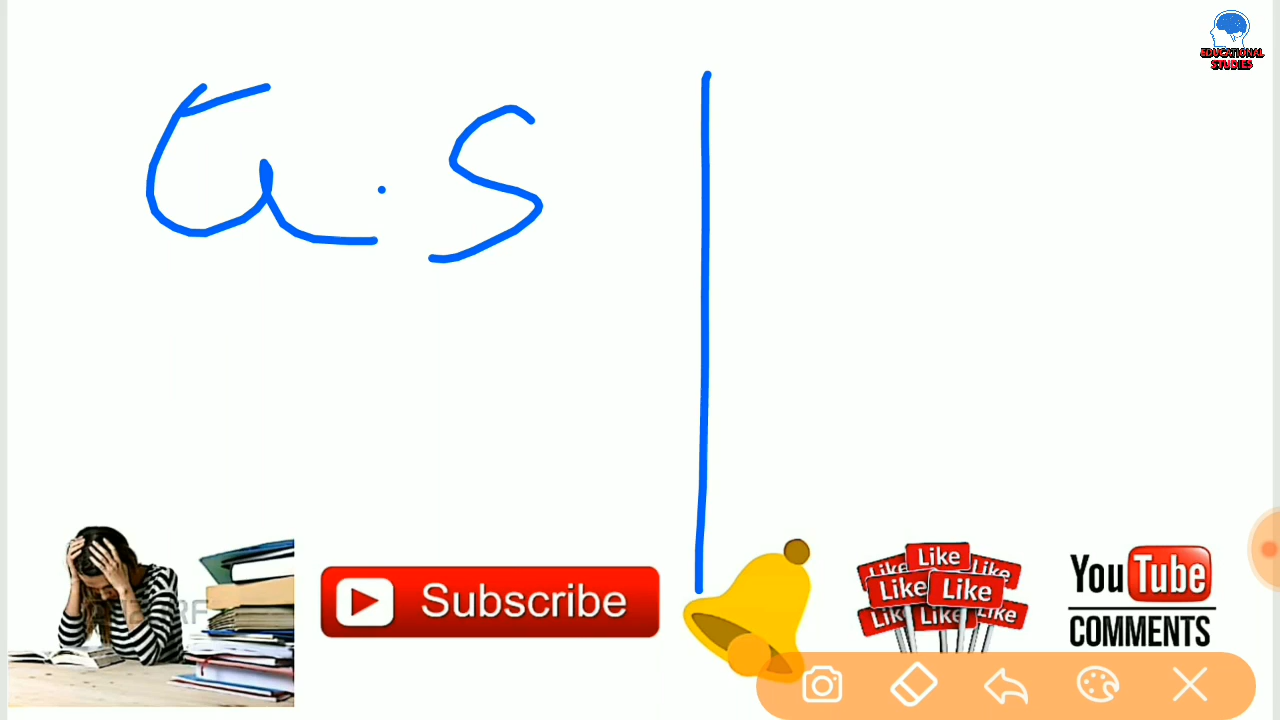 EDUCATIONAL
STUDIES
G.S
Subscribe
Like
Like Like
Like Like
Like Like Like
YouTube
COMMENTS